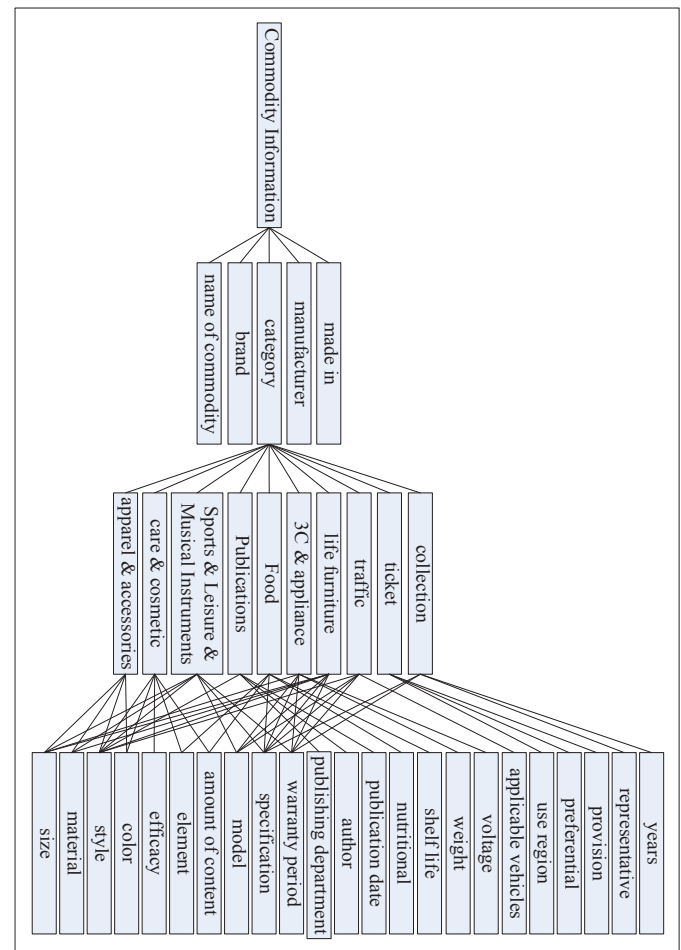 Commodity Information
made in
manufacturer
category
brand
name of commodity
collection
ticket
traffic
life furniture
3C & appliance
Food
Publications
Sports & Leisure &
Musical Instruments
care & cosmetic
apparel & accessories
years
representative
provision
preferential
use region
applicable vehicles
voltage
weight
shelf life
nutritional
publication date
author
publishing department
warranty period
specification
model
amount of content
element
efficacy
color
style
material
size